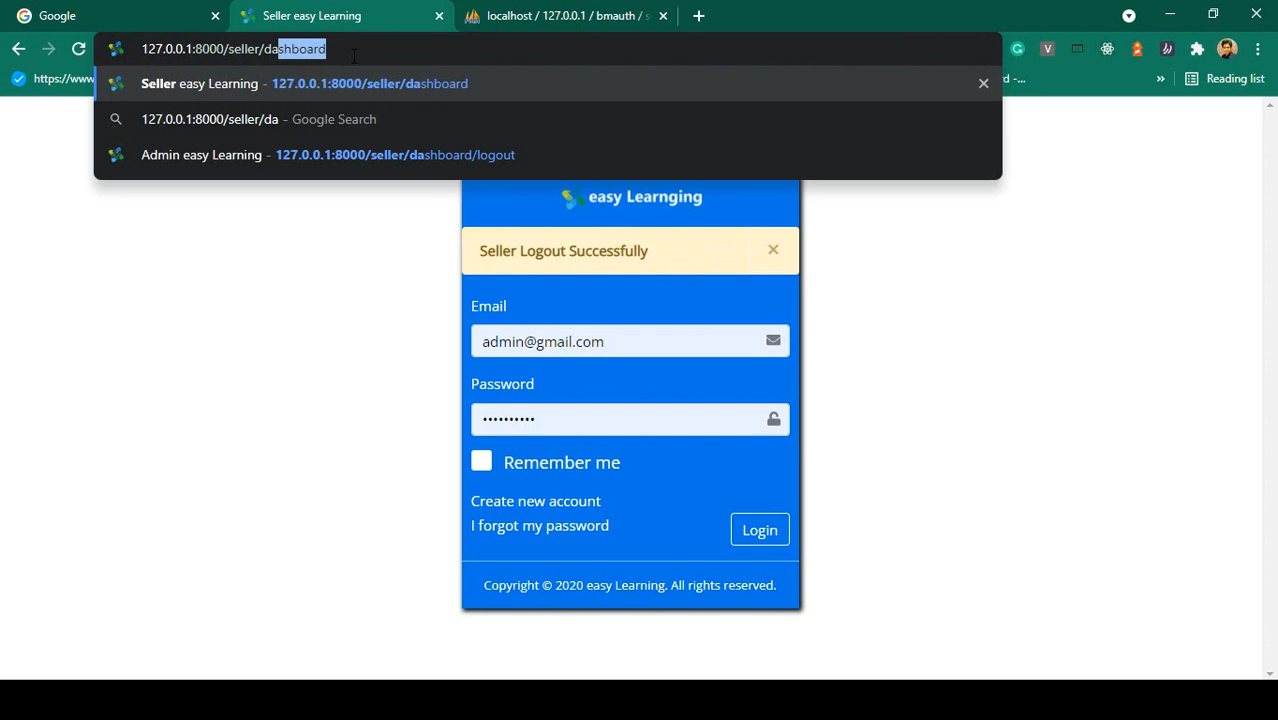 Google
Seller easy Learning
localhost / 127.0.0.1 / bmauth / s
127.0.0.1:8000/seller/dashboard
https://www
Seller easy Learning - 127.0.0.1:8000/seller/dashboard
d -...
Reading list
127.0.0.1:8000/seller/da - Google Search
Admin easy Learning - 127.0.0.1:8000/seller/dashboard/logout
easy Learnging
Seller Logout Successfully
Email
admin@gmail.com
Password
Remember me
Create new account
I forgot my password
Login
Copyright © 2020 easy Learning. All rights reserved.